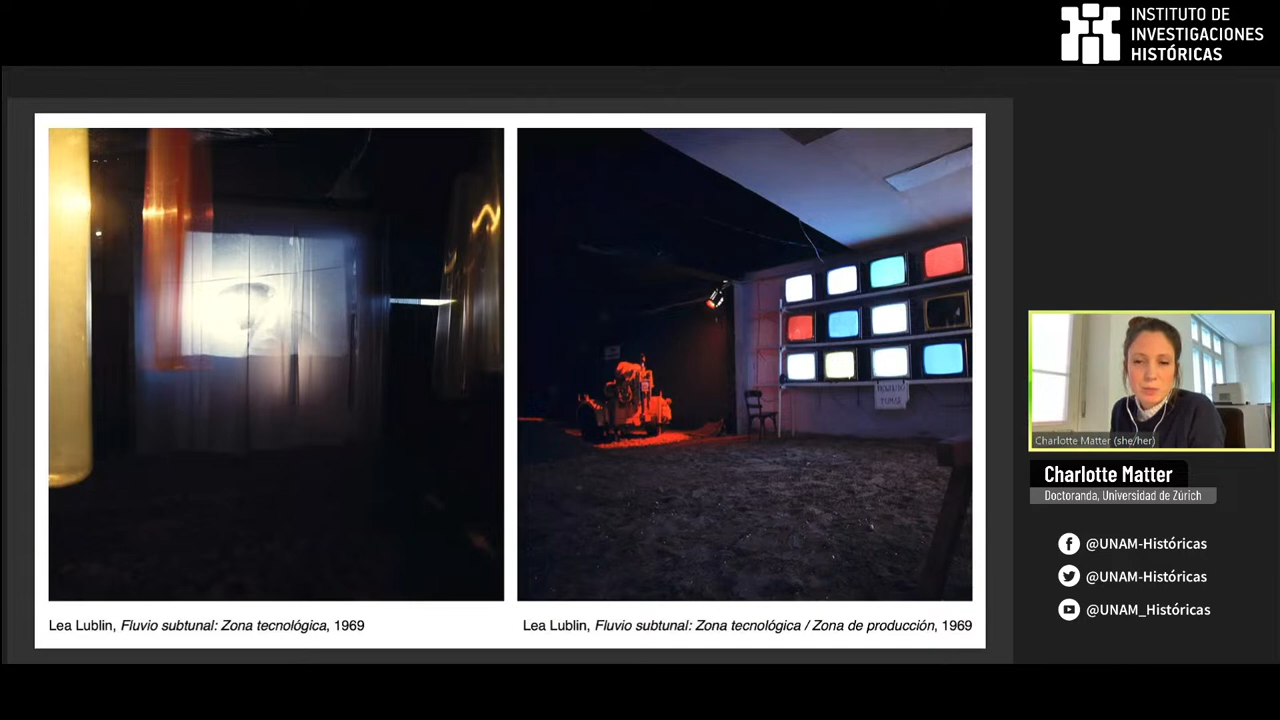 INSTITUTO DE
INVESTIGACIONES
HISTÓRICAS
Lea Lublin, Fluvio subtunal: Zona tecnológica, 1969
Lea Lublin, Fluvio subtunal: Zona tecnológica / Zona de producción, 1969
Charlotte Matter (she/her)
Charlotte Matter
Doctoranda, Universidad de Zúrich
@UNAM-Históricas
@UNAM-Históricas
@UNAM_Históricas